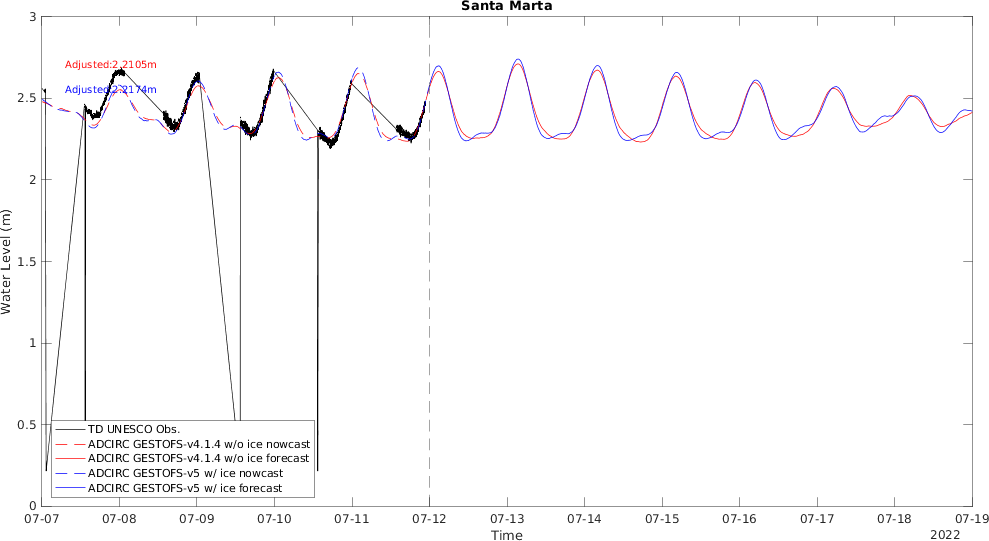 Santa Marta
3
Adjusted:2.2105m
2.5
Adjusted:2.2174m
2
1.5
Water Level (m)
1
0.5
0
TD UNESCO Obs.
ADCIRC GESTOFS-v4.1.4 w/o ice nowcast
ADCIRC GESTOFS-v4.1.4 w/o ice forecast
ADCIRC GESTOFS-v5 w/ ice nowcast
ADCIRC GESTOFS-v5 w/ ice forecast
07-07 07-08 07-09 07-10 07-11 07-12 07-13 07-14 07-15 07-16 07-17 07-18 07-19
Time
2022